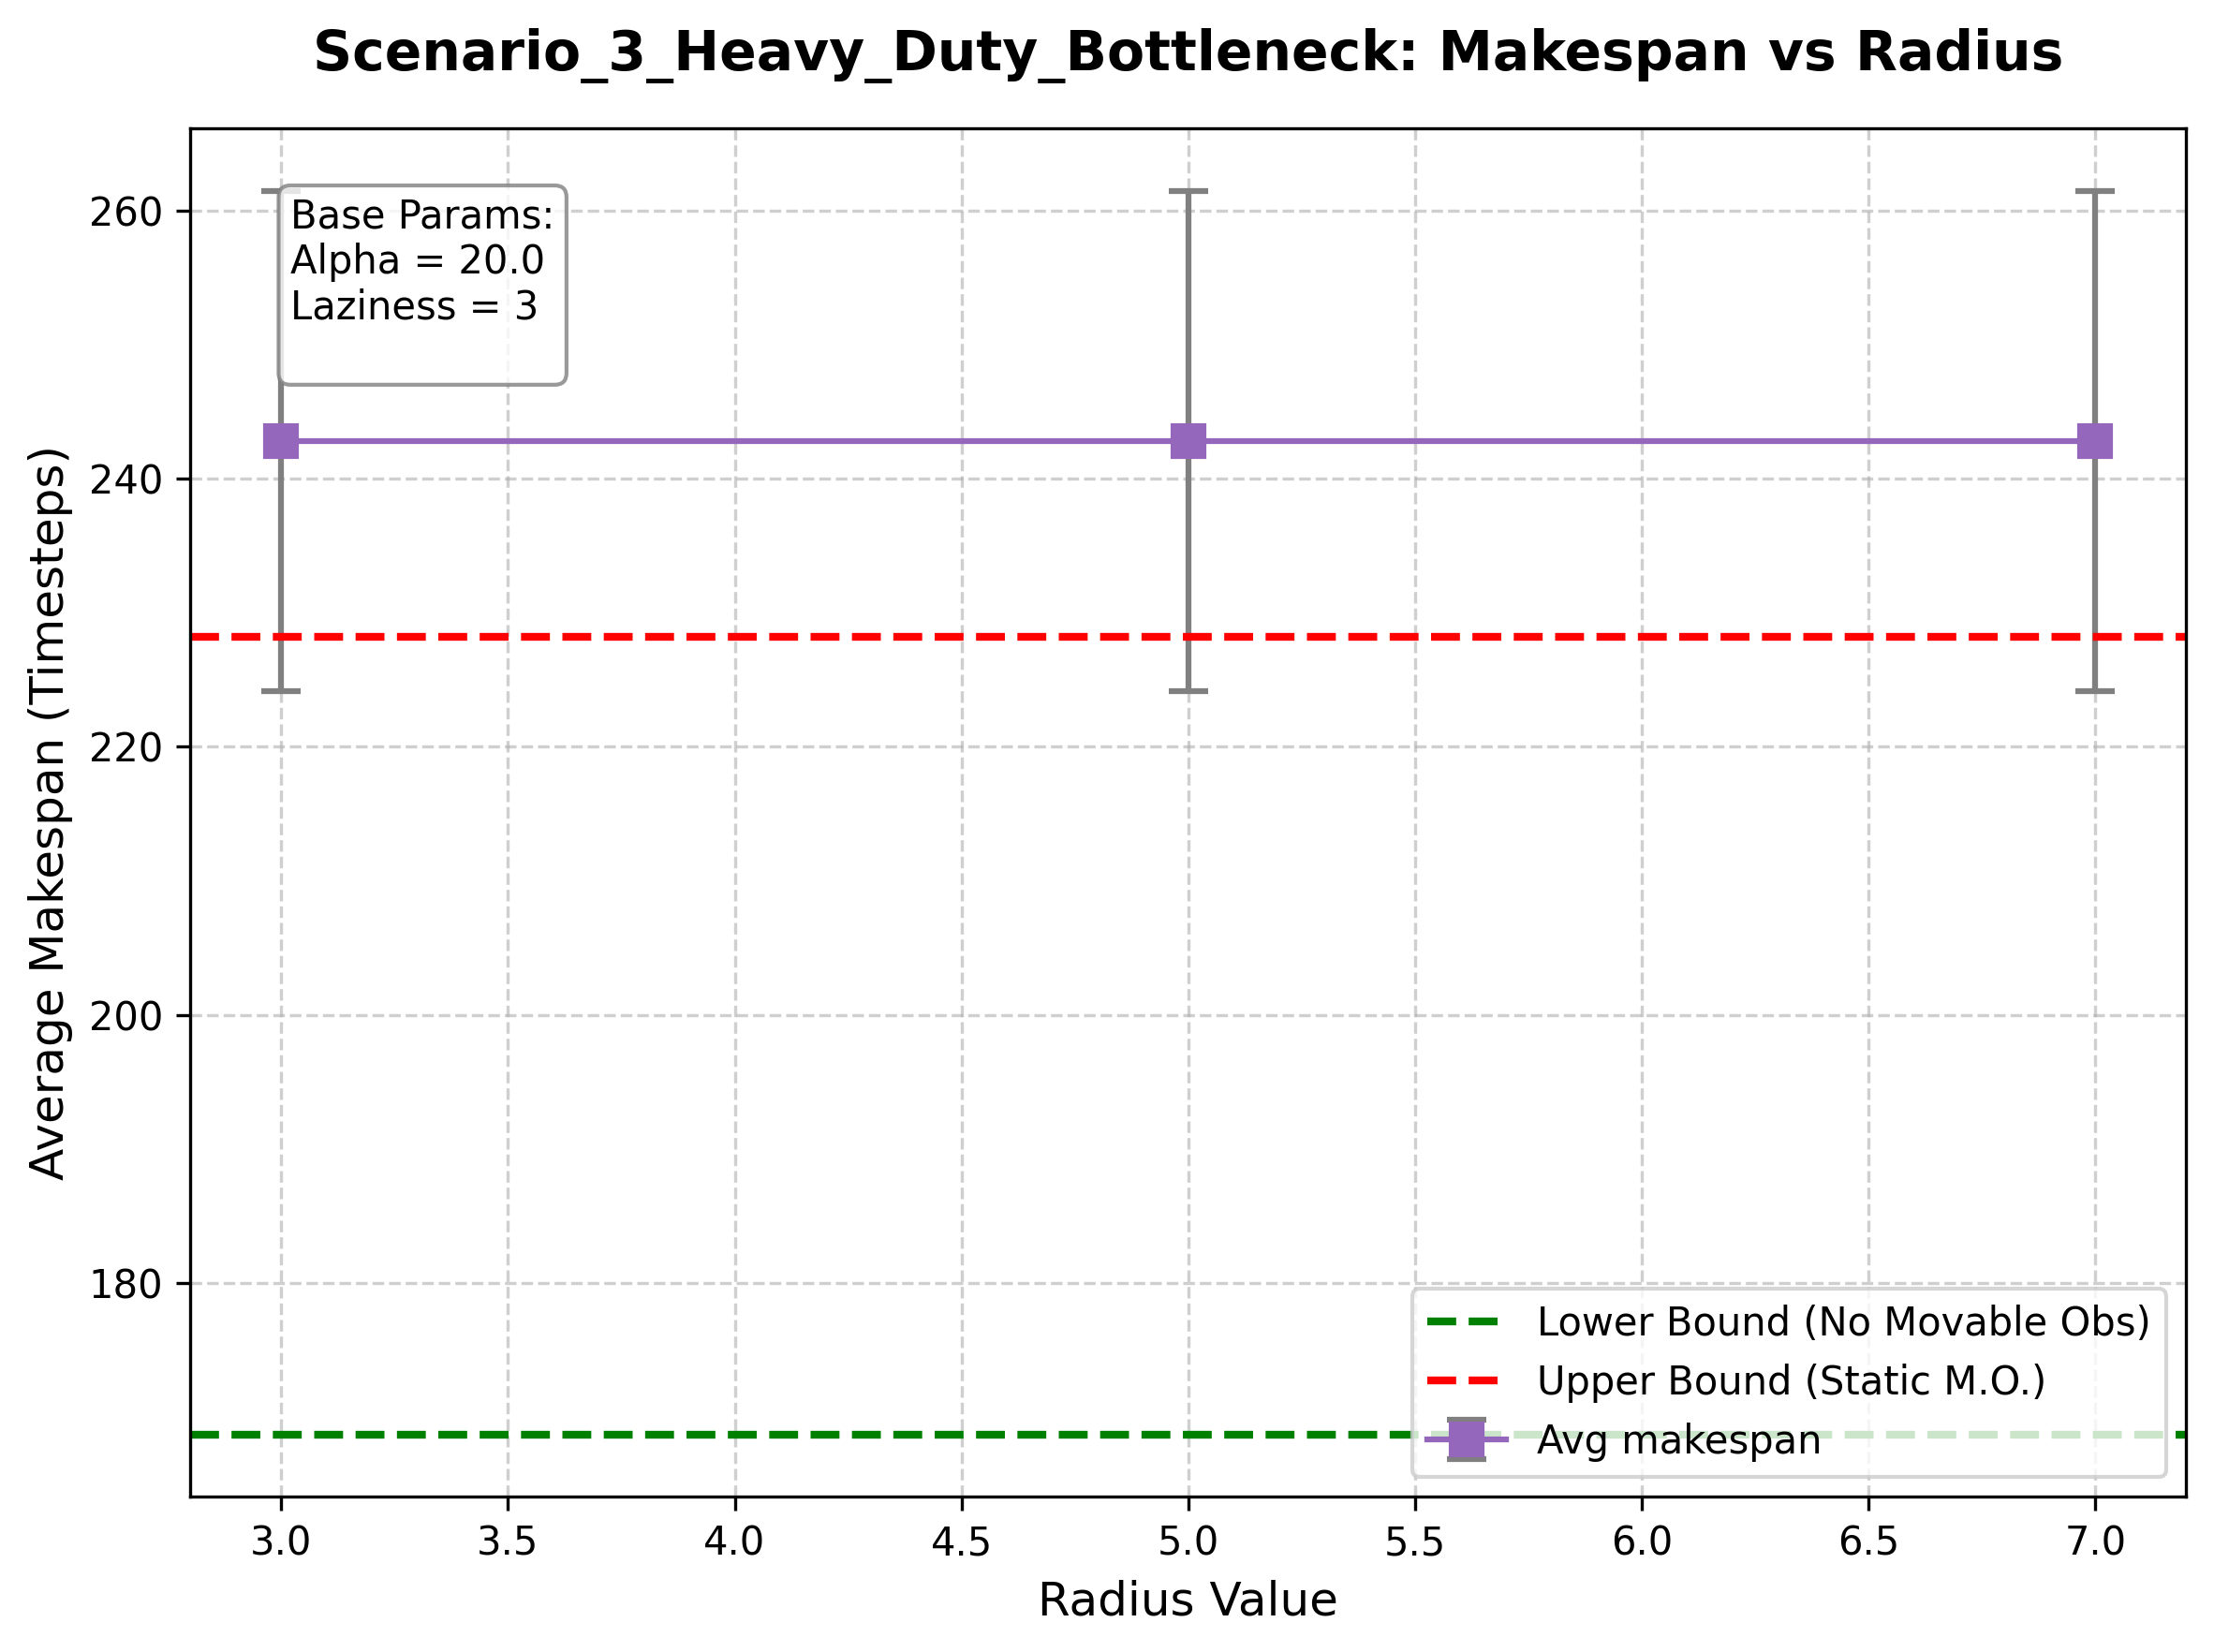 Scenario_3_Heavy_Duty_Bottleneck: Makespan vs Radius
Average Makespan (Timesteps)
260
240
220
200
180
Base Params:
Alpha = 20.0
Laziness = 3
Lower Bound (No Movable Obs)
Upper Bound (Static M.O.)
Avg makespan
3.0 3.5 4.0 4.5 5.0 5.5 6.0 6.5 7.0
Radius Value